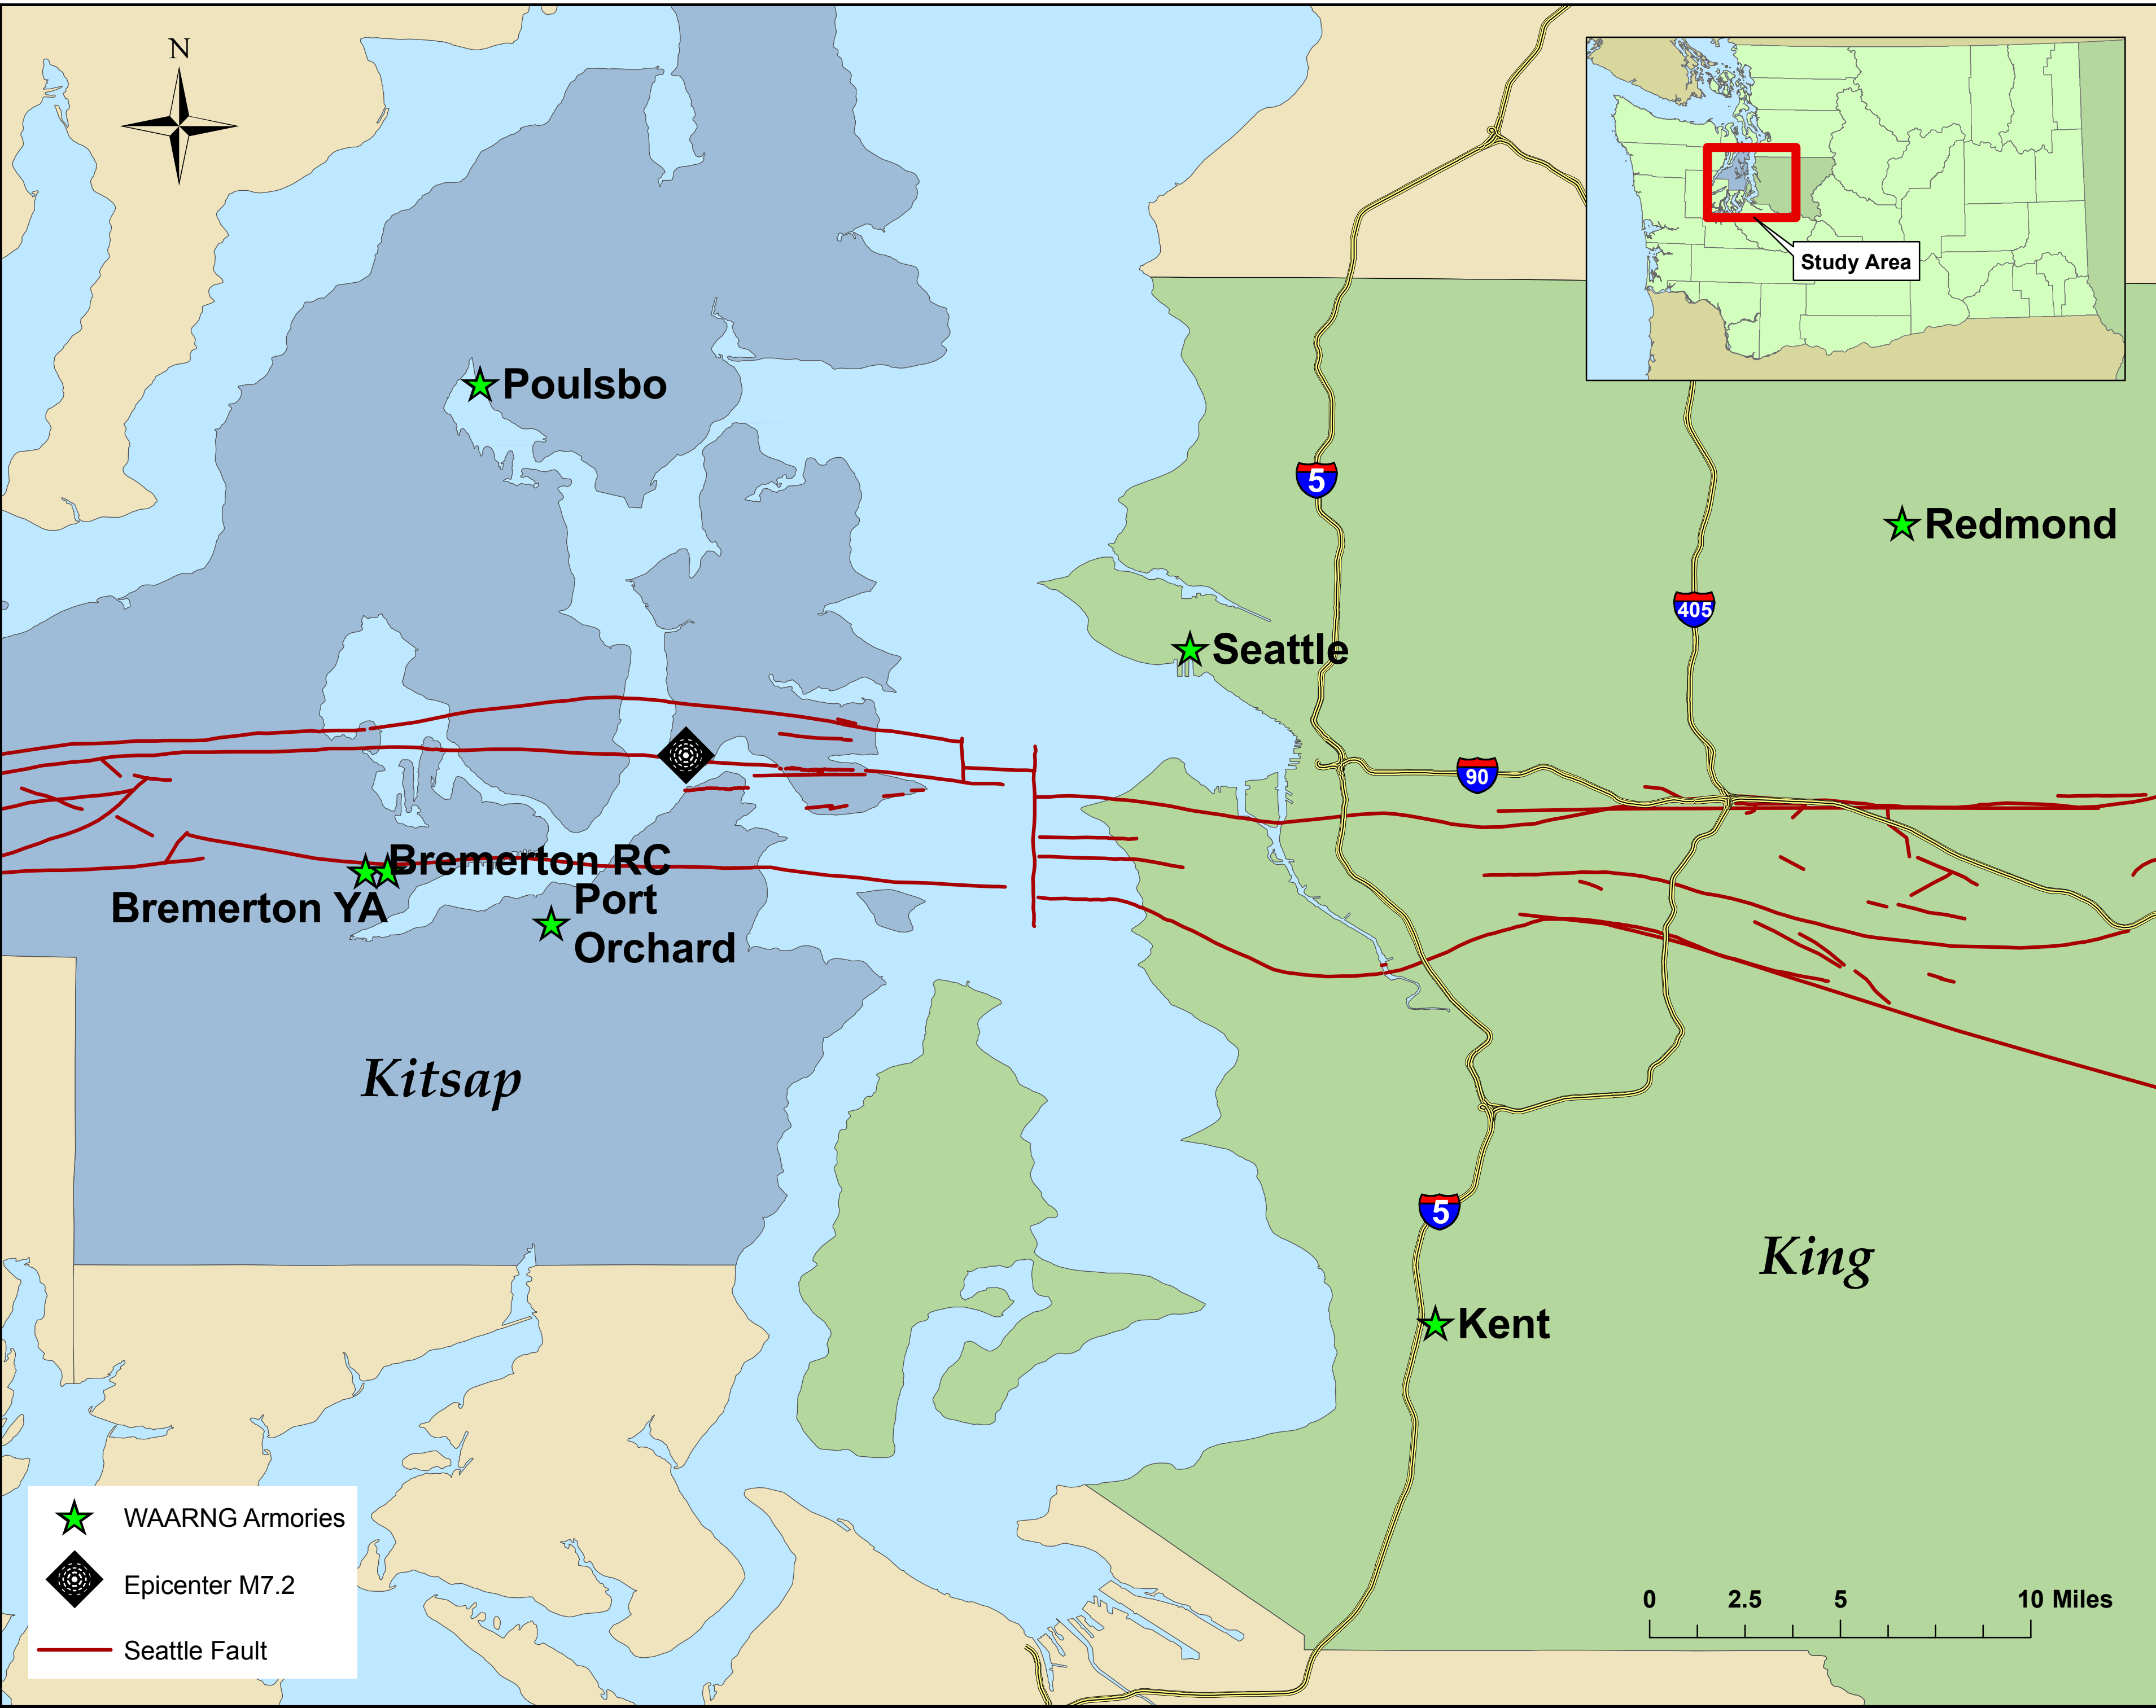 N
Study Area
Poulsbo
5
Redmond
405
Seattle
90
Bremerton RC
Bremerton YA
Port
Orchard
Kitsap
5
King
Kent
WAARNG Armories
Epicenter M7.2
Seattle Fault
0 2.5 5 10 Miles